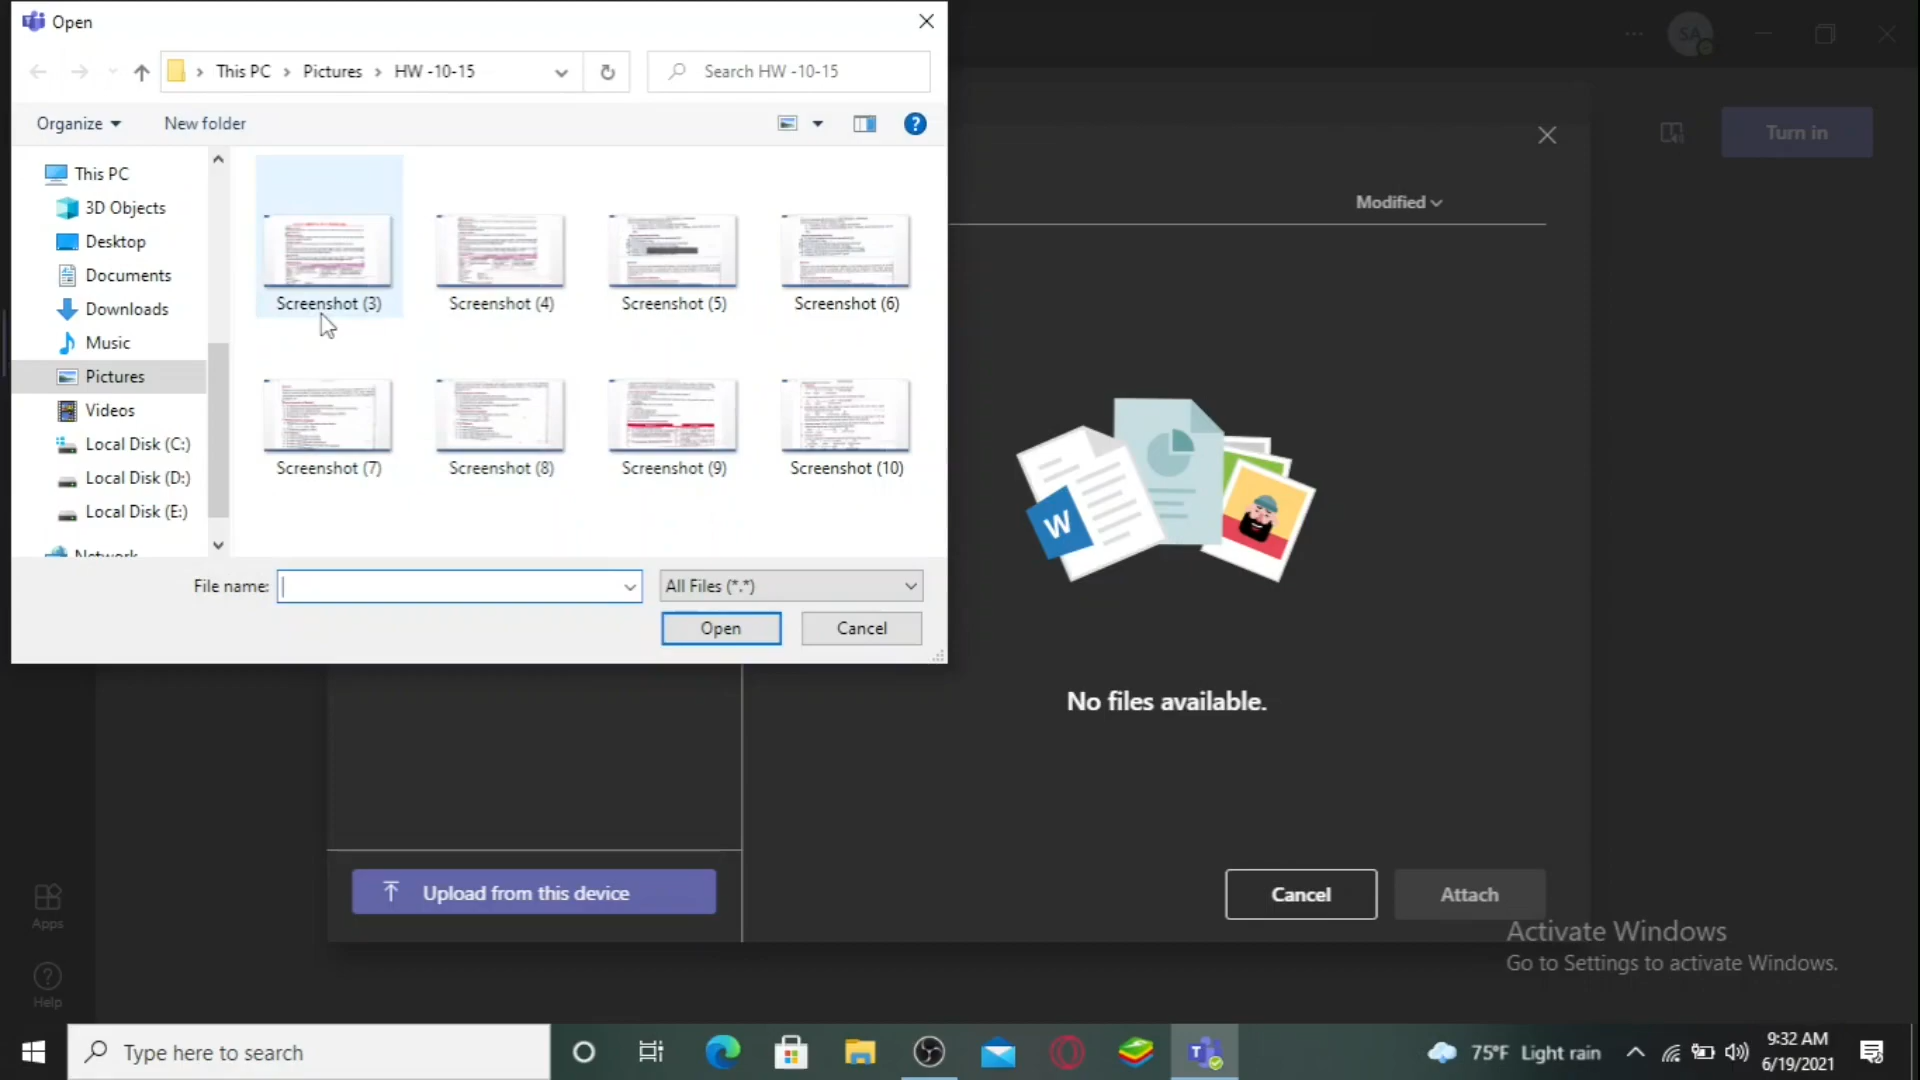 Open
This PC > Pictures > HW -10-15
Search HW -10-15
Organize
New folder
This PC
3D Objects
Desktop
Documents
Downloads
Music
Pictures
Videos
Local Disk (C:)
Local Disk (D:)
Local Disk (E:)
Network
Screenshot (3)
Screenshot (4)
Screenshot (5)
Screenshot (6)
Screenshot (7)
Screenshot (8)
Screenshot (9)
Screenshot (10)
File name:
All Files (*.*)
Open
Cancel
SA
Turn in
Modified
W
No files available.
Upload from this device
Cancel
Attach
Apps
Help
Activate Windows
Go to Settings to activate Windows.
Type here to search
75°F Light rain
9:32 AM
6/19/2021